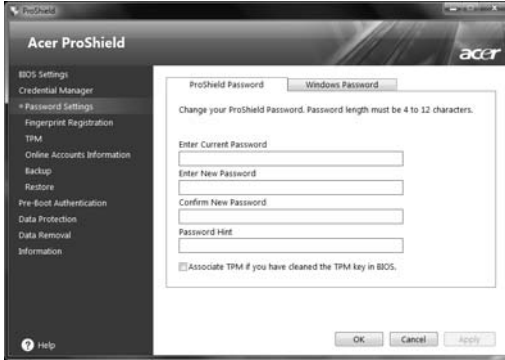 ProShield
Acer ProShield
acer
BIOS Settings
Credential Manager
Password Settings
Fingerprint Registration
TPM
Online Accounts Information
Backup
Restore
Pre-Boot Authentication
Data Protection
Data Removal
Information
Help
ProShield Password
Windows Password
Change your ProShield Password. Password length must be 4 to 12 characters.
Enter Current Password
Enter New Password
Confirm New Password
Password Hint
Associate TPM if you have cleaned the TPM key in BIOS.
OK
Cancel
Apply